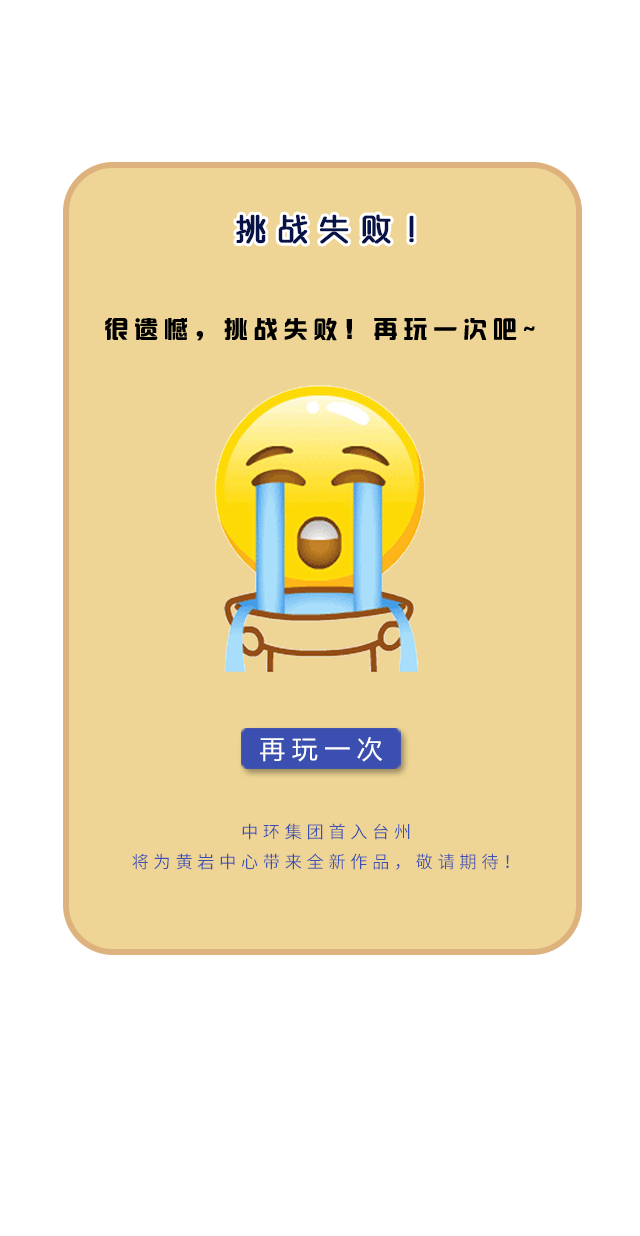 挑战失败!
很遗憾，挑战失败!再玩一次吧~
再玩一次
中环集团首入台州
将为黄岩中心带来全新作品，敬请期待!